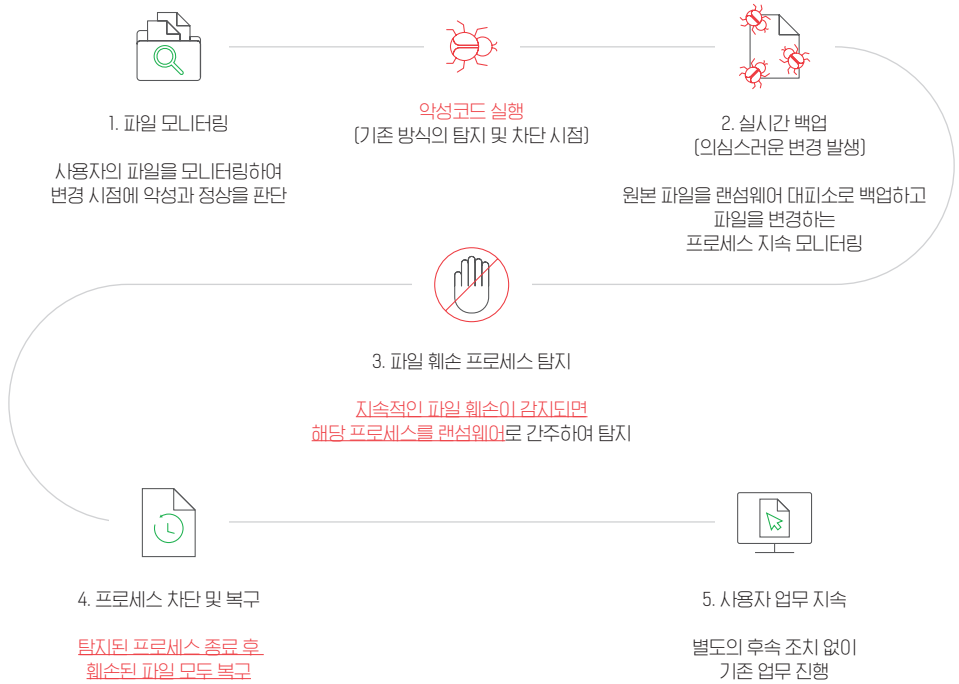 1. 파일 모니터링
사용자의 파일을 모니터링하여
변경 시점에 악성과 정상을 판단
악성코드 실행
(기존 방식의 탐지 및 차단 시점)
2. 실시간 백업
(의심스러운 변경 발생)
원본 파일을 랜섬웨어 대피소로 백업하고
파일을 변경하는
프로세스 지속 모니터링
3. 파일 훼손 프로세스 탐지
지속적인 파일 훼손이 감지되면
해당 프로세스를 랜섬웨어로 간주하여 탐지
4. 프로세스 차단 및 복구
탐지된 프로세스 종료 후
훼손된 파일 모두 복구
5. 사용자 업무 지속
별도의 후속 조치 없이
기존 업무 진행